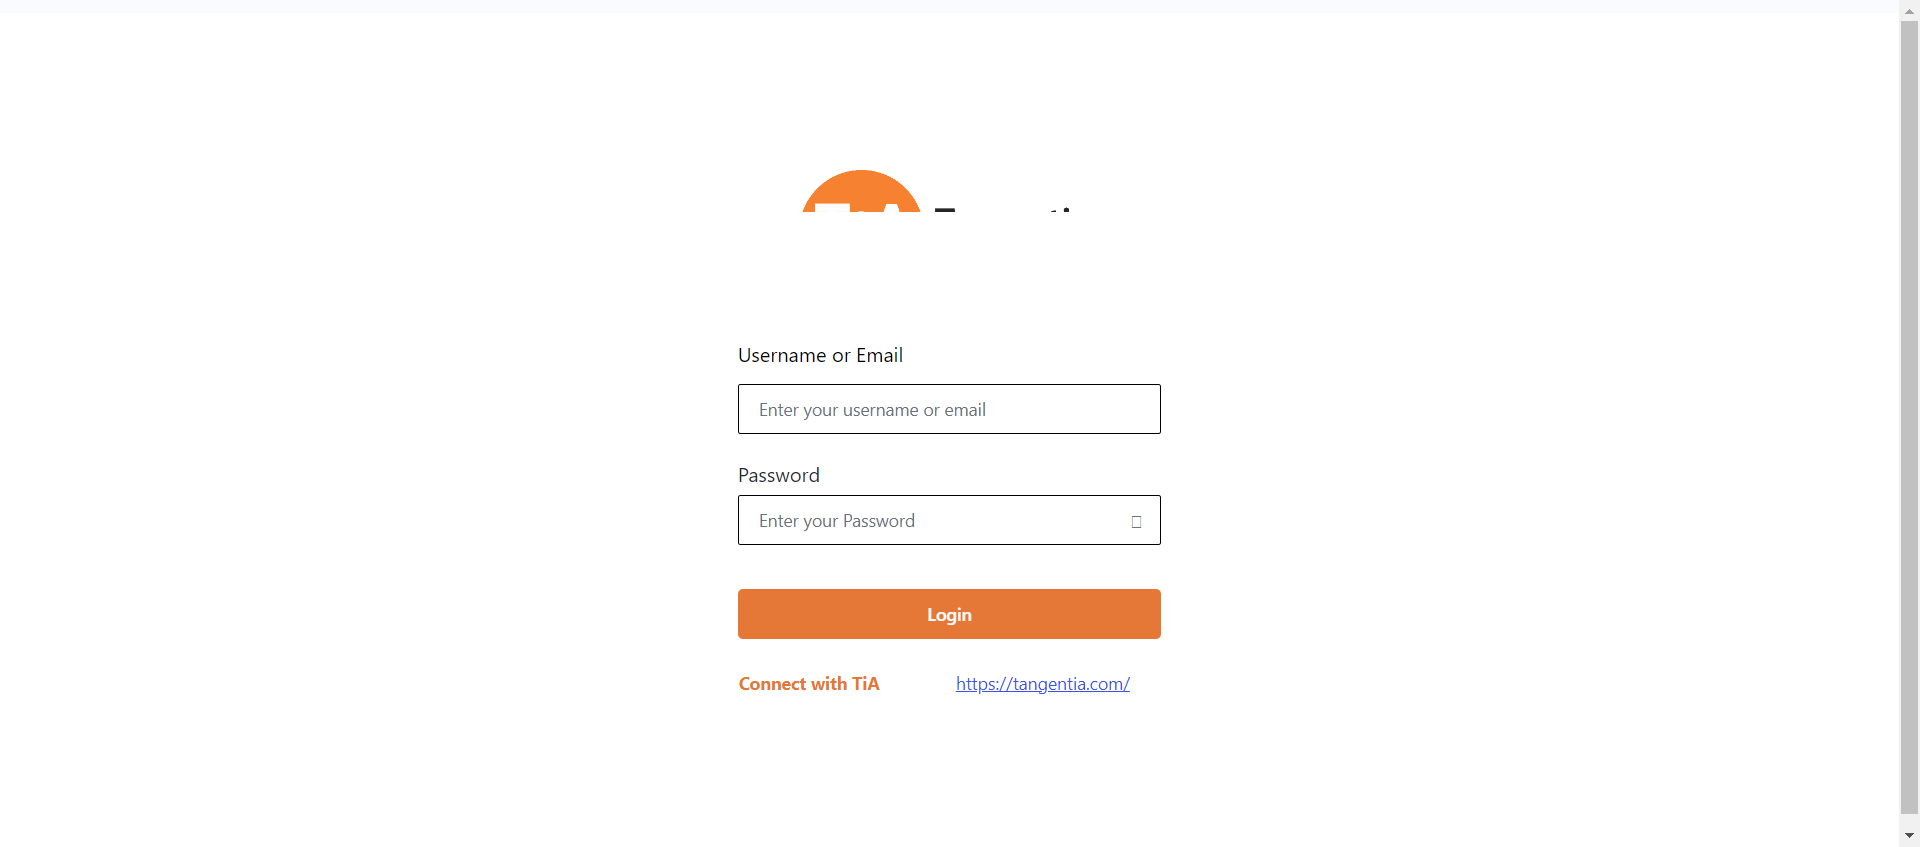 Username or Email
Enter your username or email
Password
Enter your Password
Login
Connect with TiA
https://tangentia.com/